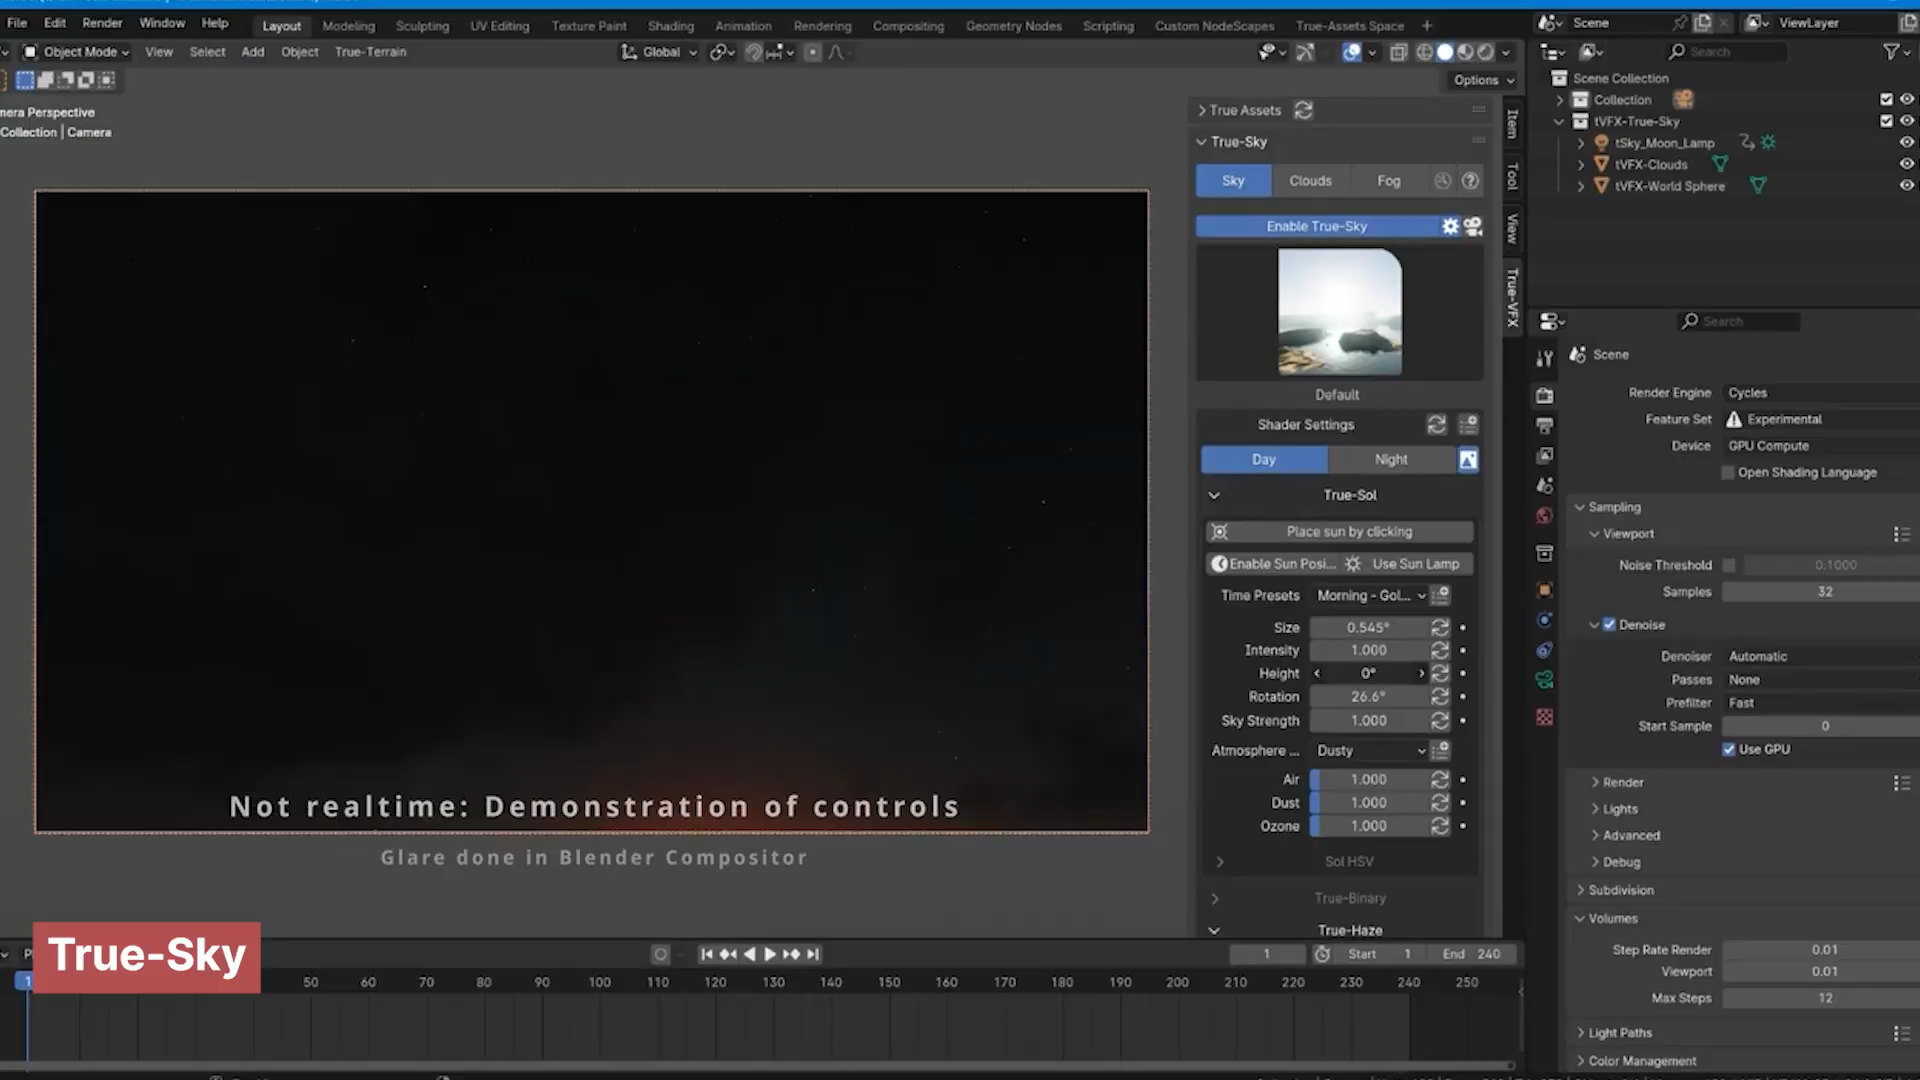 File Edit Render Window Help Layout Modeling Sculpting UV Editing Texture Paint Shading Animation Rendering Compositing Geometry Nodes Scripting Custom NodeScapes True-Assets Space + Scene ViewLayer
Object Mode View Select Add Object True-Terrain Global Search
Options
Scene Collection
Collection
tVFX-True-Sky
tSky_Moon_Lamp
tVFX-Clouds
tVFX-World Sphere
mera Perspective
Collection | Camera
True Assets
True-Sky
Sky Clouds Fog
Enable True-Sky
Default
Shader Settings
Day Night
True-Sol
Place sun by clicking
Enable Sun Posi... Use Sun Lamp
Time Presets Morning - Gol...
Size 0.545°
Intensity 1.000
Height 0°
Rotation 26.6°
Sky Strength 1.000
Atmosphere ... Dusty
Air 1.000
Dust 1.000
Ozone 1.000
Sol HSV
True-Binary
True-Haze
Item
Tool
View
True-VFX
Search
Scene
Render Engine Cycles
Feature Set Experimental
Device GPU Compute
Open Shading Language
Sampling
Viewport
Noise Threshold 0.1000
Samples 32
Denoise
Denoiser Automatic
Passes None
Prefilter Fast
Start Sample 0
Use GPU
Render
Lights
Advanced
Debug
Subdivision
Volumes
Step Rate Render 0.01
Viewport 0.01
Max Steps 12
Light Paths
Color Management
Not realtime: Demonstration of controls
Glare done in Blender Compositor
True-Sky
1 Start 1 End 240
1 50 60 70 80 90 100 110 120 130 140 150 160 170 180 190 200 210 220 230 240 250